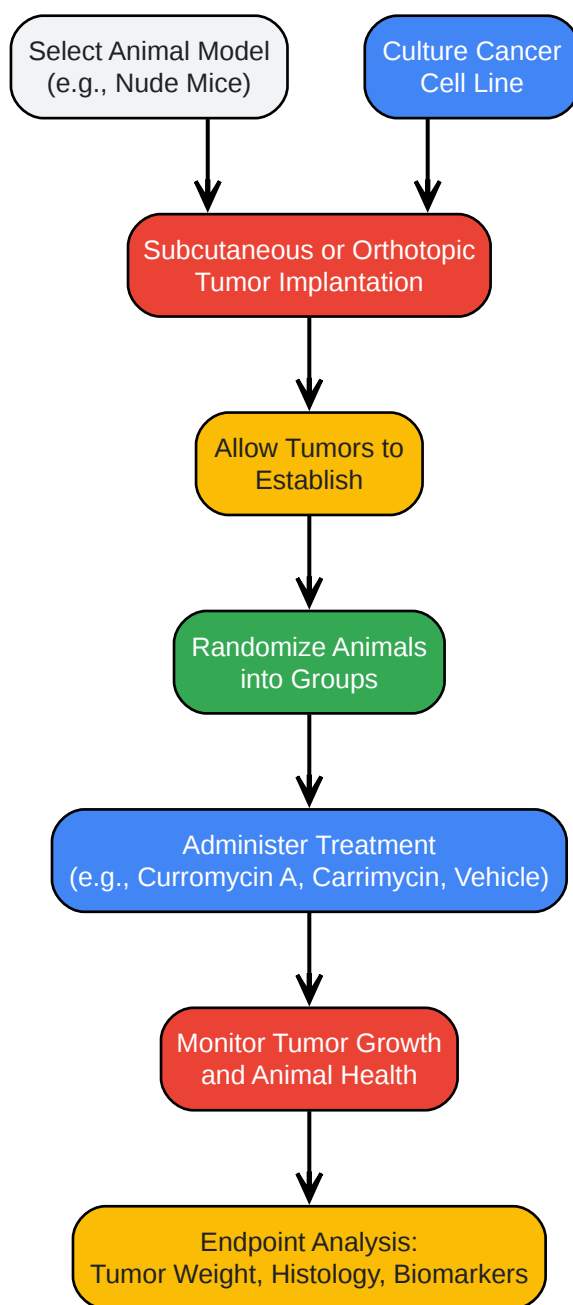 Select Animal Model
(e.g., Nude Mice)
Culture Cancer
Cell Line
Subcutaneous or Orthotopic
Tumor Implantation
Allow Tumors to
Establish
Randomize Animals
into Groups
Administer Treatment
(e.g., Curromycin A, Carrimycin, Vehicle)
Monitor Tumor Growth
and Animal Health
Endpoint Analysis:
Tumor Weight, Histology, Biomarkers